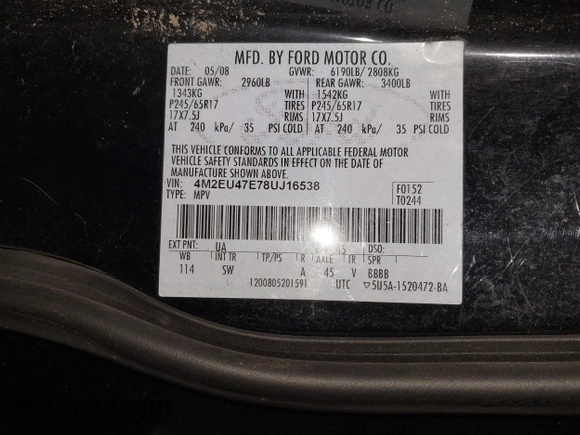 MFD. BY FORD MOTOR CO.
DATE: 05/08 GVWR: 6190LB/ 2808KG
FRONT GAWR: 2960LB REAR GAWR: 3400LB
1343KG 1542KG
P245/65R17 TIRES P245/65R17 TIRES
17X7.5J RIMS 17X7.5J RIMS
AT 240 kPa/ 35 PSI COLD AT 240 kPa/ 35 PSI COLD
THIS VEHICLE CONFORMS TO ALL APPLICABLE FEDERAL MOTOR
VEHICLE SAFETY STANDARDS IN EFFECT ON THE DATE OF
MANUFACTURE SHOWN ABOVE.
VIN: 4M2EU47E78UJ16538 F0152
TYPE: MPV T0244
EXT PNT: UA 45 DSO:
WB INT TR TP/PS R AXLE TR SPR
114 SW A 45 V BBBB
1200805201591 UTC ▽5U5A-1520472-BA